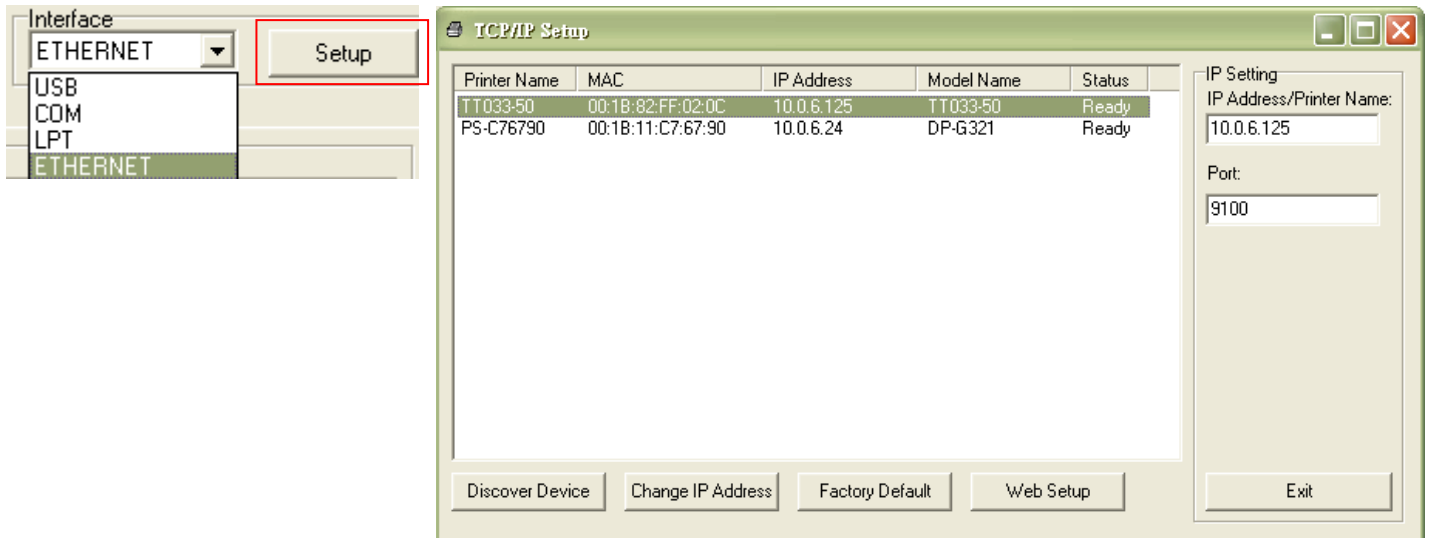 Interface
ETHERNET
Setup
USB
COM
LPT
ETHERNET
TCP/IP Setup
Printer Name MAC IP Address Model Name Status
TT033-50 00:1B:82:FF:02:0C 10.0.6.125 TT033-50 Ready
PS-C76790 00:1B:11:C7:67:90 10.0.6.24 DP-G321 Ready
IP Setting
IP Address/Printer Name:
10.0.6.125
Port:
9100
Discover Device Change IP Address Factory Default Web Setup Exit